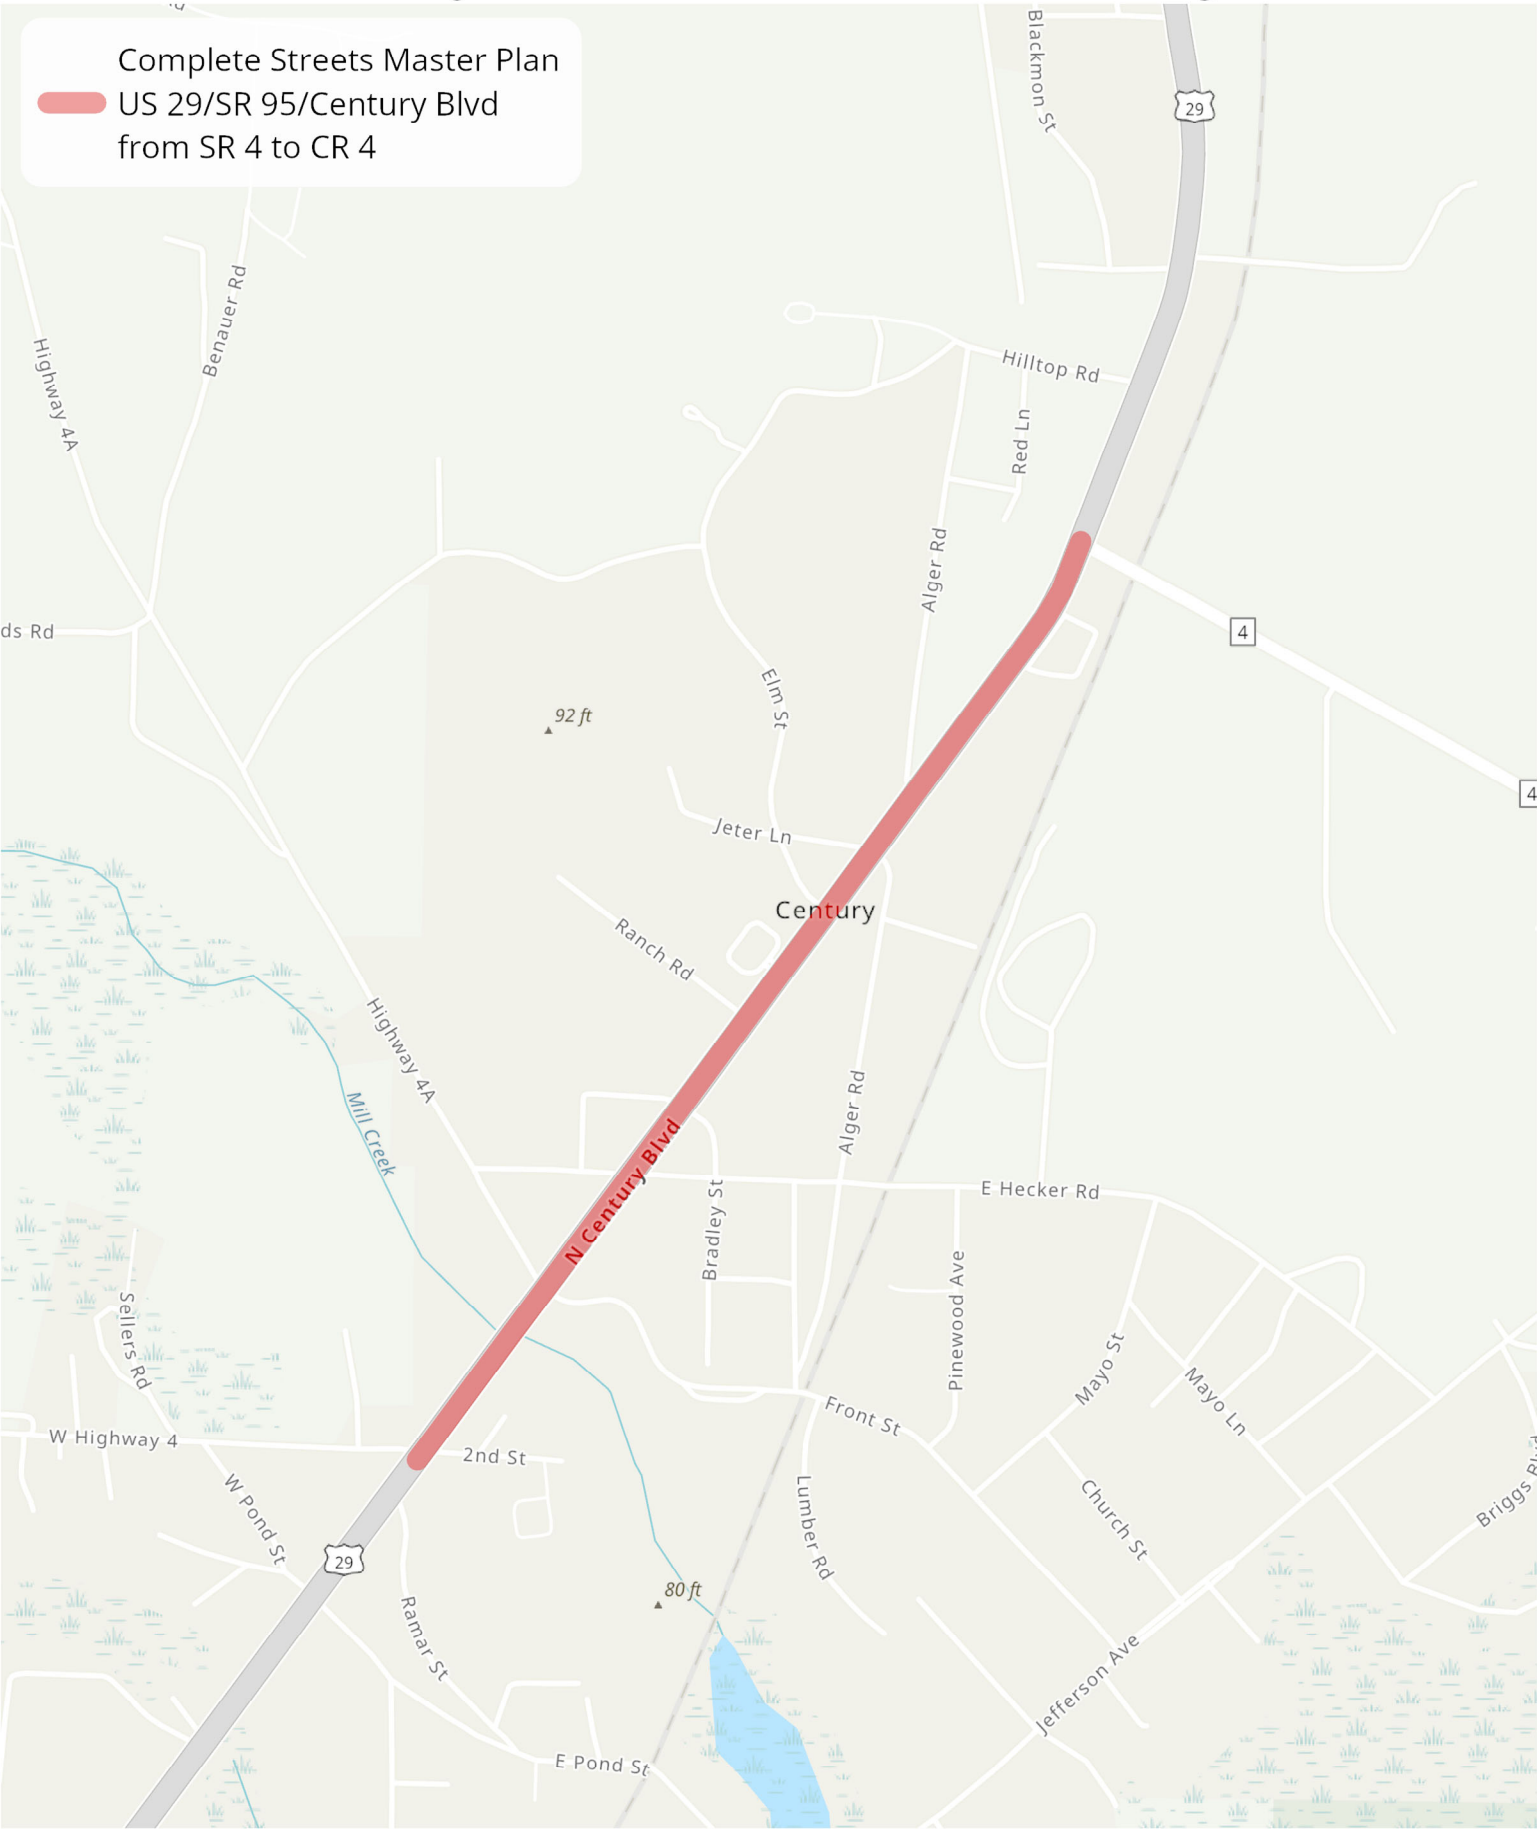 Complete Streets Master Plan
US 29/SR 95/Century Blvd
from SR 4 to CR 4
Blackmon St
29
Benauer Rd
Highway 4A
Hilltop Rd
Red Ln
Alger Rd
ds Rd
4
Elm St
92 ft
4
Jeter Ln
Century
Ranch Rd
Highway 4A
Mill Creek
Alger Rd
N Century Blvd
E Hecker Rd
Bradley St
Pinewood Ave
Sellers Rd
Mayo St
Mayo Ln
Front St
W Highway 4
2nd St
W Pond St
Lumber Rd
Church St
Briggs Bl
29
80 ft
Ramar St
Jefferson Ave
E Pond St